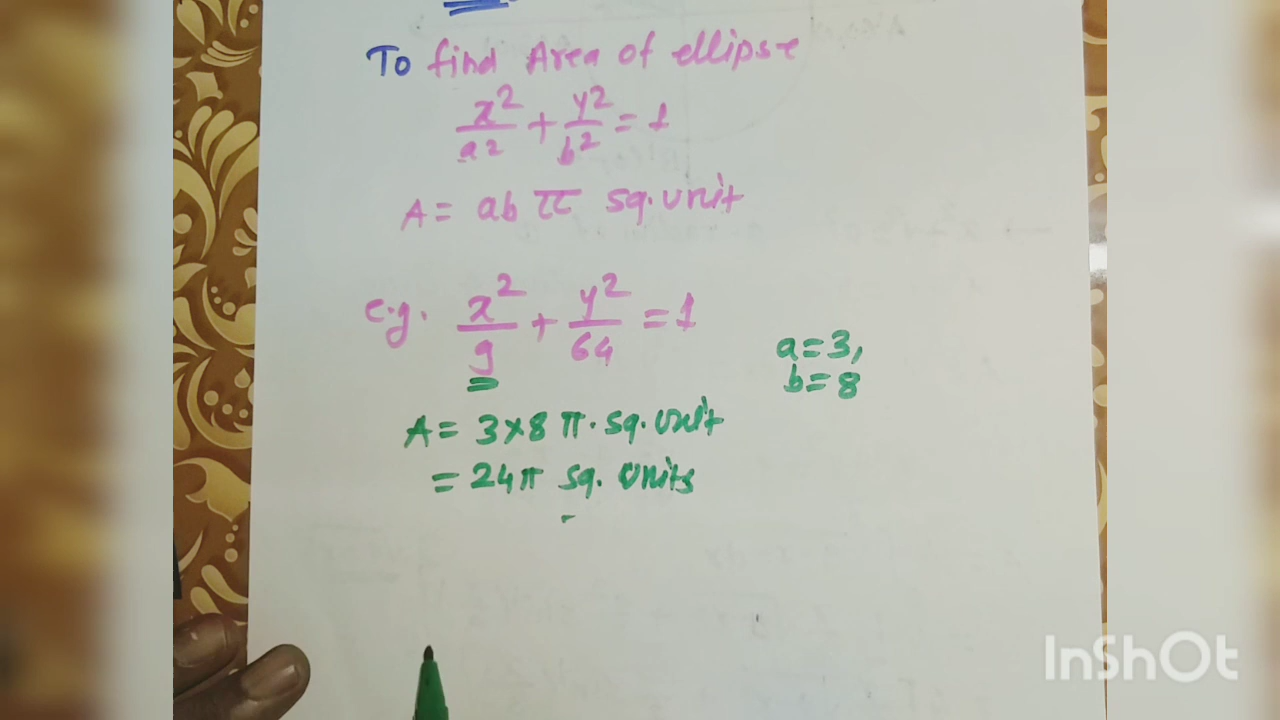 To find Area of ellipse
x²/a² + y²/b² = 1
A = ab π sq. unit
e.g. x²/9 + y²/64 = 1
a=3,
b=8
A = 3×8 π. sq. unit
= 24π sq. units
InShOt